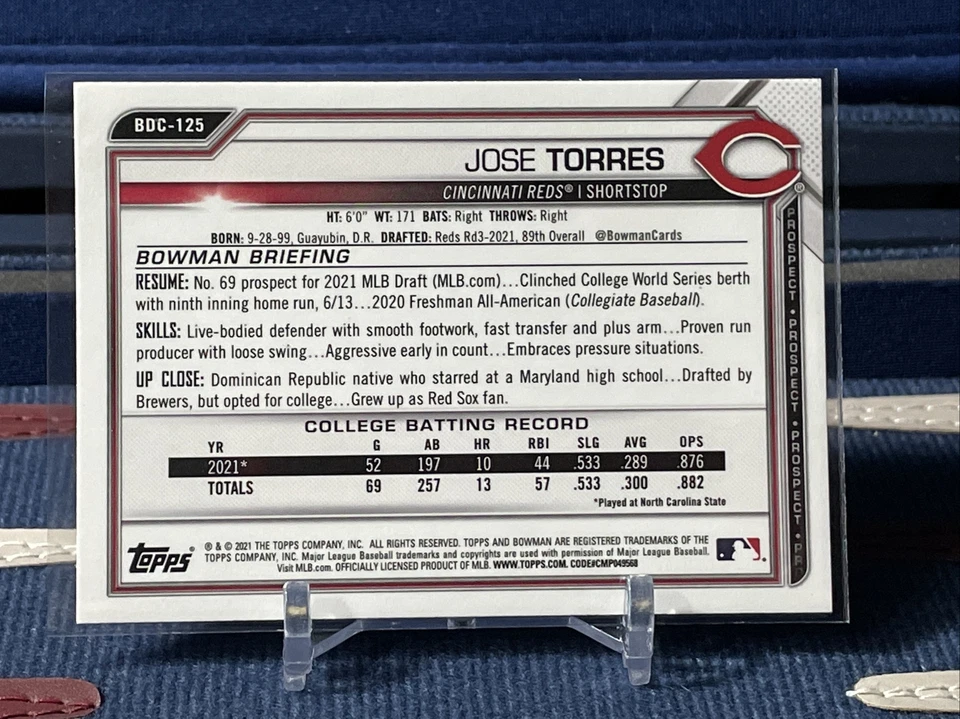 BDC-125
JOSE TORRES
CINCINNATI REDS® | SHORTSTOP
HT: 6'0" WT: 171 BATS: Right THROWS: Right
BORN: 9-28-99, Guayubin, D.R. DRAFTED: Reds Rd3-2021, 89th Overall @BowmanCards
BOWMAN BRIEFING
RESUME: No. 69 prospect for 2021 MLB Draft (MLB.com)...Clinched College World Series berth
with ninth inning home run, 6/13...2020 Freshman All-American (Collegiate Baseball).
SKILLS: Live-bodied defender with smooth footwork, fast transfer and plus arm...Proven run
producer with loose swing...Aggressive early in count...Embraces pressure situations.
UP CLOSE: Dominican Republic native who starred at a Maryland high school...Drafted by
Brewers, but opted for college...Grew up as Red Sox fan.
COLLEGE BATTING RECORD
YR G AB HR RBI SLG AVG OPS
2021* 52 197 10 44 .533 .289 .876
TOTALS 69 257 13 57 .533 .300 .882
*Played at North Carolina State
Topps® ® & © 2021 THE TOPPS COMPANY, INC. ALL RIGHTS RESERVED. TOPPS AND BOWMAN ARE REGISTERED TRADEMARKS OF THE
TOPPS COMPANY, INC. Major League Baseball trademarks and copyrights are used with permission of Major League Baseball.
Visit MLB.com. OFFICIALLY LICENSED PRODUCT OF MLB. WWW.TOPPS.COM. CODE#CMP049568
PROSPECT • PROSPECT • PROSPECT • PR